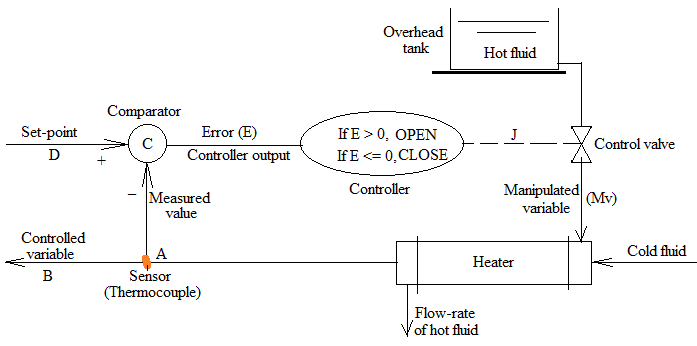 Overhead
tank
Hot fluid
Comparator
Set-point
D
+
C
Error (E)
Controller output
If E > 0, OPEN
If E <= 0, CLOSE
Controller
J
Control valve
−
Measured
value
Manipulated
variable
(Mv)
Controlled
variable
B
A
Sensor
(Thermocouple)
Heater
Cold fluid
Flow-rate
of hot fluid